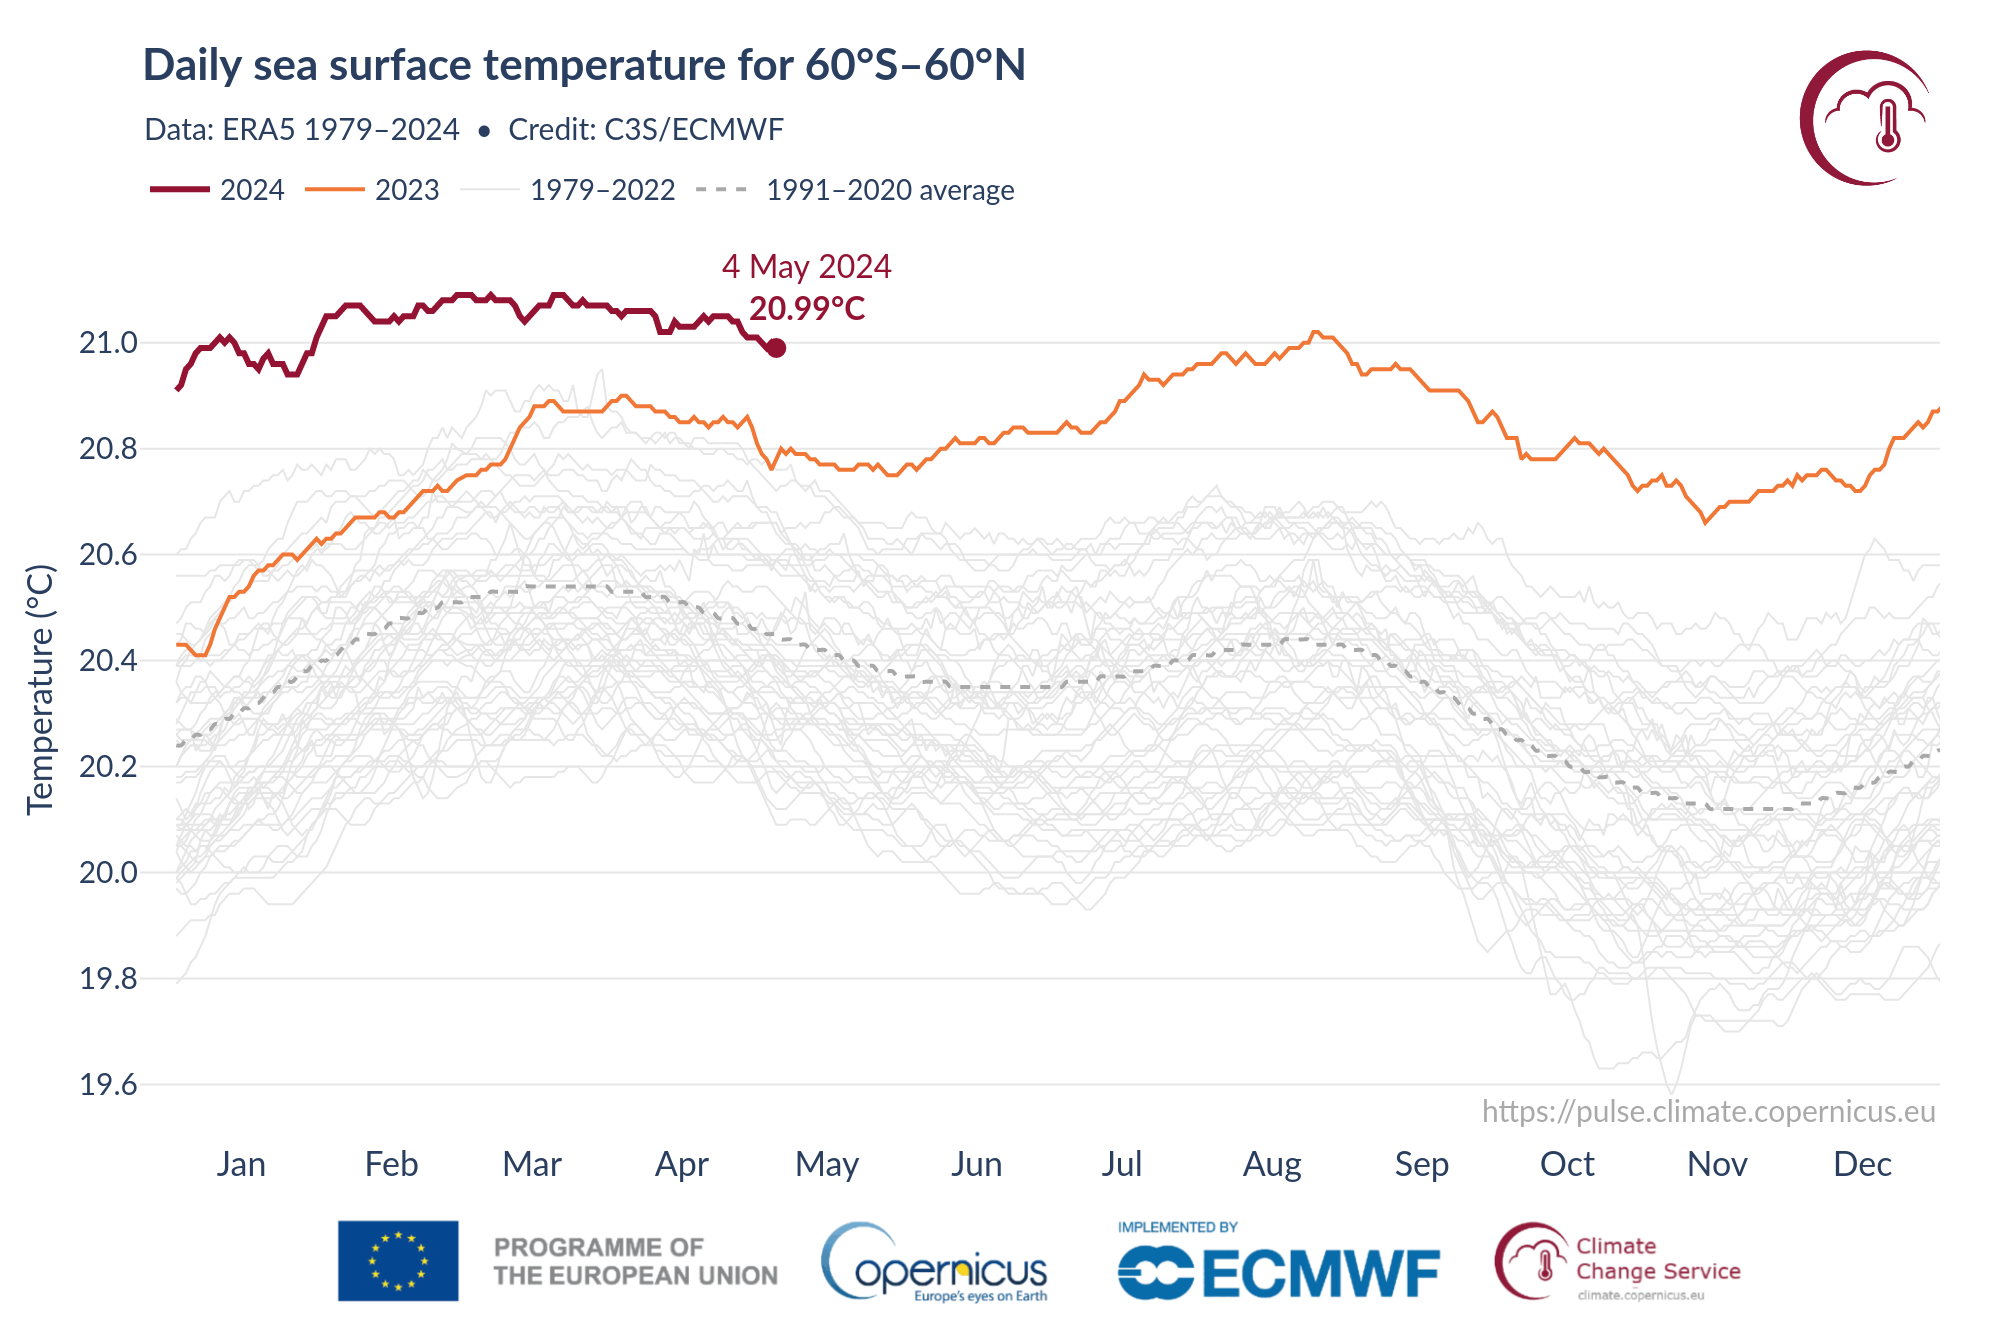 Daily sea surface temperature for 60°S–60°N
Data: ERA5 1979–2024 • Credit: C3S/ECMWF
2024 2023 1979–2022 1991–2020 average
4 May 2024
20.99°C
21.0
20.8
20.6
20.4
20.2
20.0
19.8
19.6
Temperature (°C)
https://pulse.climate.copernicus.eu
Jan Feb Mar Apr May Jun Jul Aug Sep Oct Nov Dec
PROGRAMME OF
THE EUROPEAN UNION
opernicus
Europe's eyes on Earth
IMPLEMENTED BY
ECMWF
Climate
Change Service
climate.copernicus.eu